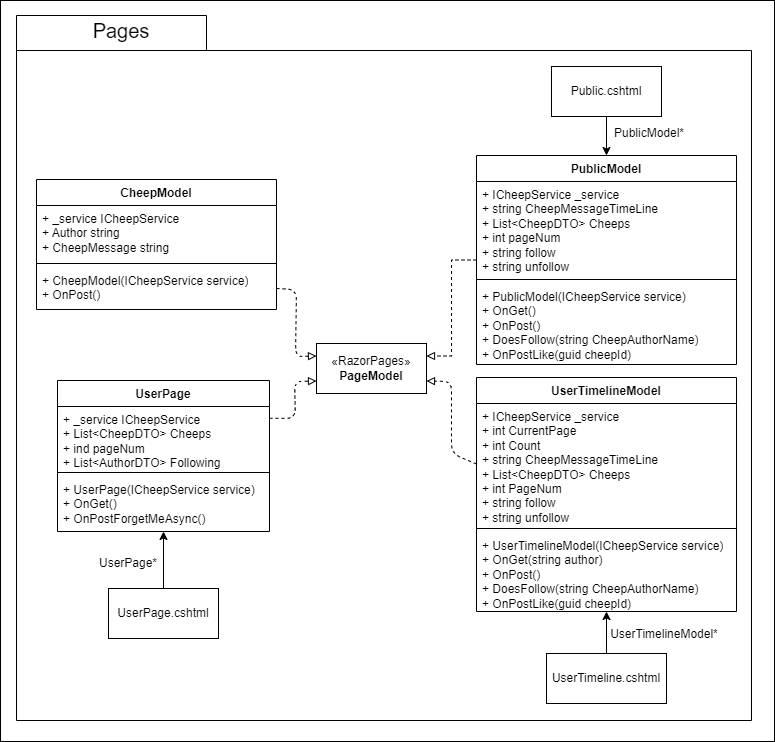 Pages
Public.cshtml
PublicModel*
CheepModel
+ _service ICheepService
+ Author string
+ CheepMessage string
+ CheepModel(ICheepService service)
+ OnPost()
PublicModel
+ ICheepService _service
+ string CheepMessageTimeLine
+ List<CheepDTO> Cheeps
+ int pageNum
+ string follow
+ string unfollow
+ PublicModel(ICheepService service)
+ OnGet()
+ OnPost()
+ DoesFollow(string CheepAuthorName)
+ OnPostLike(guid cheepId)
«RazorPages»
PageModel
UserPage
+ _service ICheepService
+ List<CheepDTO> Cheeps
+ ind pageNum
+ List<AuthorDTO> Following
+ UserPage(ICheepService service)
+ OnGet()
+ OnPostForgetMeAsync()
UserPage*
UserPage.cshtml
UserTimelineModel
+ ICheepService _service
+ int CurrentPage
+ int Count
+ string CheepMessageTimeLine
+ List<CheepDTO> Cheeps
+ int PageNum
+ string follow
+ string unfollow
+ UserTimelineModel(ICheepService service)
+ OnGet(string author)
+ OnPost()
+ DoesFollow(string CheepAuthorName)
+ OnPostLike(guid cheepId)
UserTimelineModel*
UserTimeline.cshtml